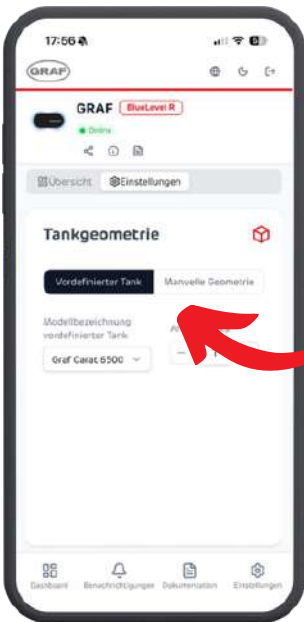 17:56
GRAF
GRAF BlueLevel R
Online
Übersicht Einstellungen
Tankgeometrie
Vordefinierter Tank Manuelle Geometrie
Modellbezeichnung
vordefinierter Tank
Graf Carat 6500
Dashboard Benachrichtigungen Dokumentation Einstellungen